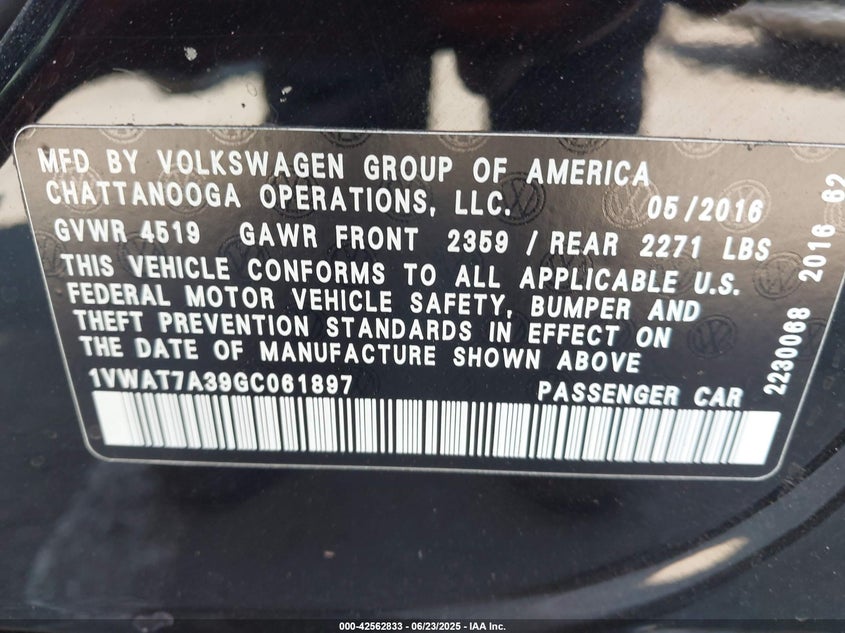 MFD BY VOLKSWAGEN GROUP OF AMERICA
CHATTANOOGA OPERATIONS, LLC. 05/2016
GVWR 4519 GAWR FRONT 2359 / REAR 2271 LBS
THIS VEHICLE CONFORMS TO ALL APPLICABLE U.S.
FEDERAL MOTOR VEHICLE SAFETY, BUMPER AND
THEFT PREVENTION STANDARDS IN EFFECT ON
THE DATE OF MANUFACTURE SHOWN ABOVE
1VWAT7A39GC061897 PASSENGER CAR
2230068 2016 62
000-42562833 / 06/23/2025 - IAA Inc.